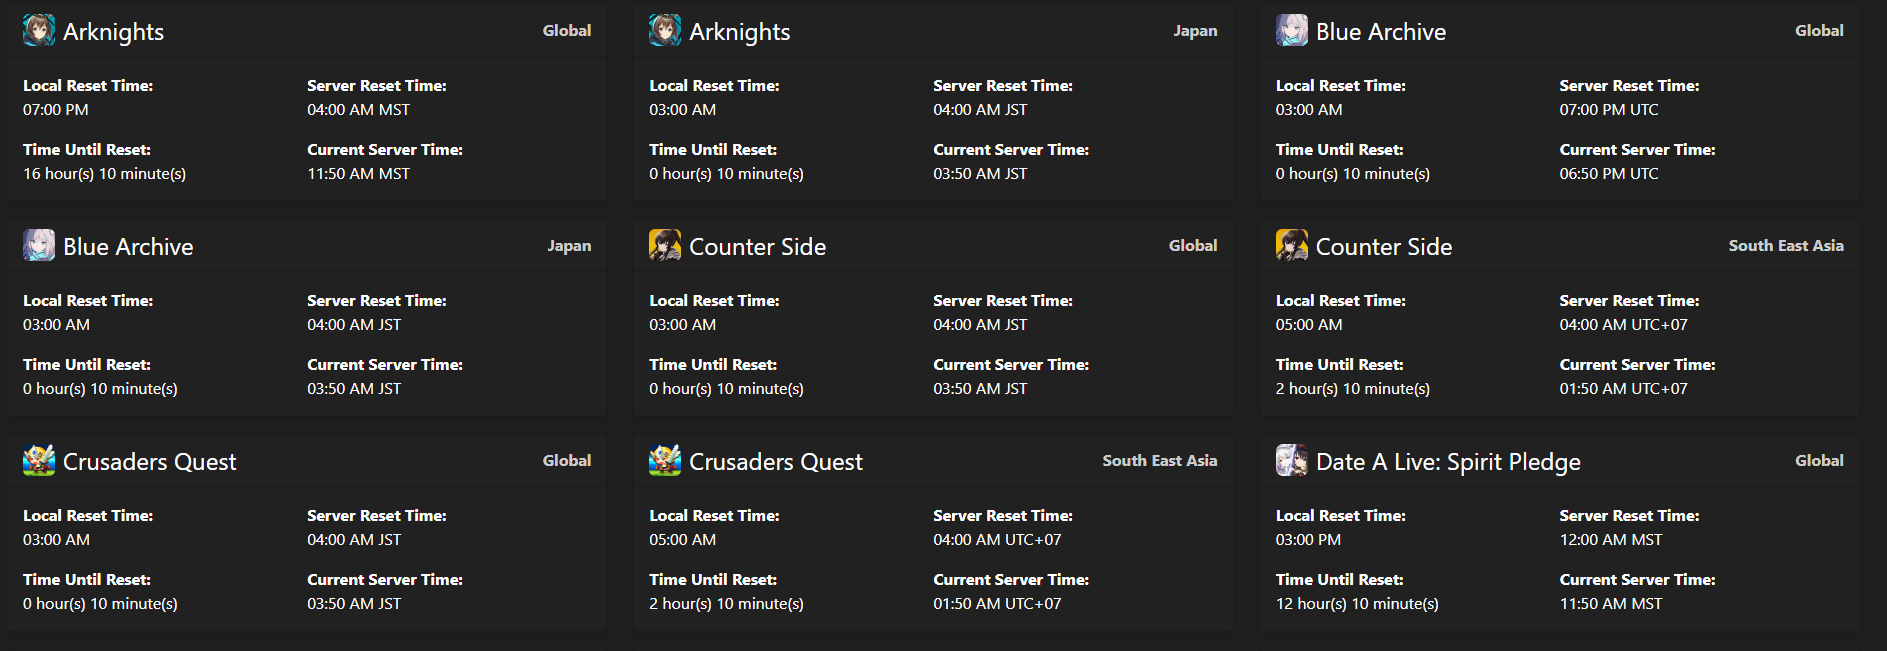 Arknights
Global
Local Reset Time:
Server Reset Time:
07:00 PM
04:00 AM MST
Time Until Reset:
Current Server Time:
16 hour(s) 10 minute(s)
11:50 AM MST
Arknights
Japan
Local Reset Time:
Server Reset Time:
03:00 AM
04:00 AM JST
Time Until Reset:
Current Server Time:
0 hour(s) 10 minute(s)
03:50 AM JST
Blue Archive
Global
Local Reset Time:
Server Reset Time:
03:00 AM
07:00 PM UTC
Time Until Reset:
Current Server Time:
0 hour(s) 10 minute(s)
06:50 PM UTC
Blue Archive
Japan
Local Reset Time:
Server Reset Time:
03:00 AM
04:00 AM JST
Time Until Reset:
Current Server Time:
0 hour(s) 10 minute(s)
03:50 AM JST
Counter Side
Global
Local Reset Time:
Server Reset Time:
03:00 AM
04:00 AM JST
Time Until Reset:
Current Server Time:
0 hour(s) 10 minute(s)
03:50 AM JST
Counter Side
South East Asia
Local Reset Time:
Server Reset Time:
05:00 AM
04:00 AM UTC+07
Time Until Reset:
Current Server Time:
2 hour(s) 10 minute(s)
01:50 AM UTC+07
Crusaders Quest
Global
Local Reset Time:
Server Reset Time:
03:00 AM
04:00 AM JST
Time Until Reset:
Current Server Time:
0 hour(s) 10 minute(s)
03:50 AM JST
Crusaders Quest
South East Asia
Local Reset Time:
Server Reset Time:
05:00 AM
04:00 AM UTC+07
Time Until Reset:
Current Server Time:
2 hour(s) 10 minute(s)
01:50 AM UTC+07
Date A Live: Spirit Pledge
Global
Local Reset Time:
Server Reset Time:
03:00 PM
12:00 AM MST
Time Until Reset:
Current Server Time:
12 hour(s) 10 minute(s)
11:50 AM MST